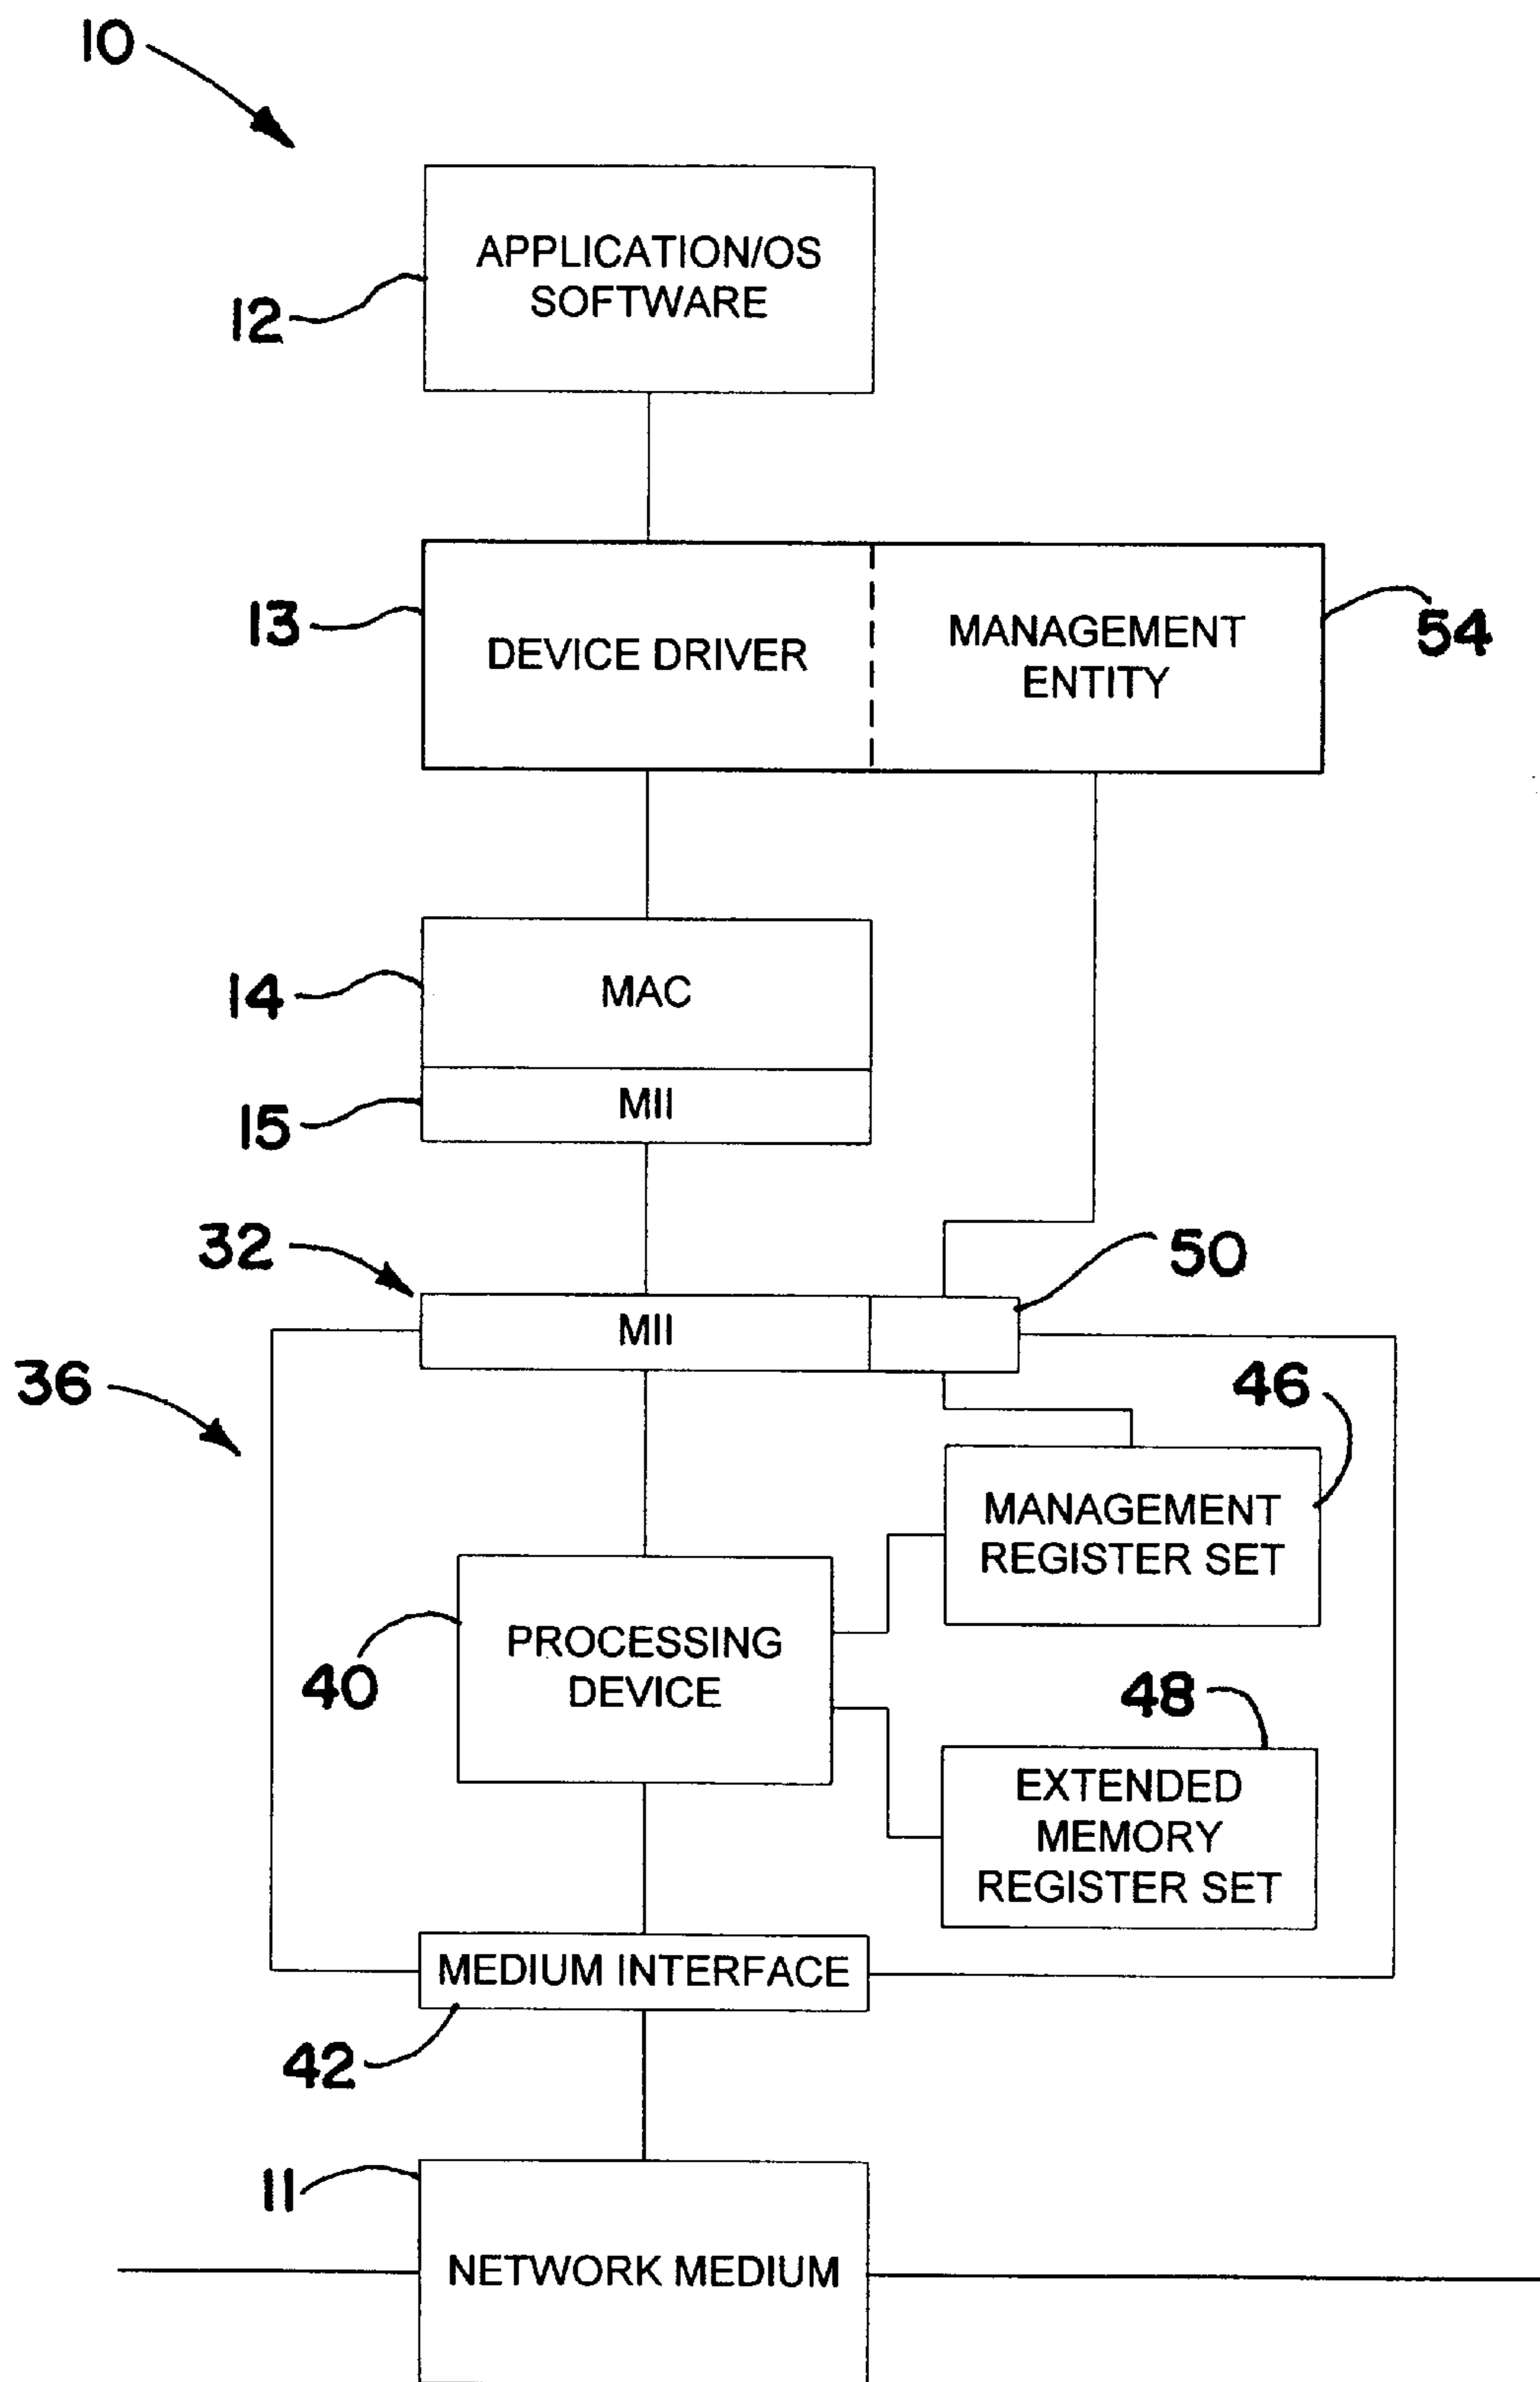 10
APPLICATION/OS
SOFTWARE
12
13
DEVICE DRIVER
MANAGEMENT
ENTITY
54
14
MAC
15
MII
32
MII
50
36
46
MANAGEMENT
REGISTER SET
40
PROCESSING
DEVICE
48
EXTENDED
MEMORY
REGISTER SET
MEDIUM INTERFACE
42
11
NETWORK MEDIUM